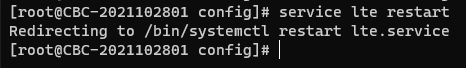 [root@CBC-2021102801 config]# service lte restart
Redirecting to /bin/systemctl restart lte.service
[root@CBC-2021102801 config]#